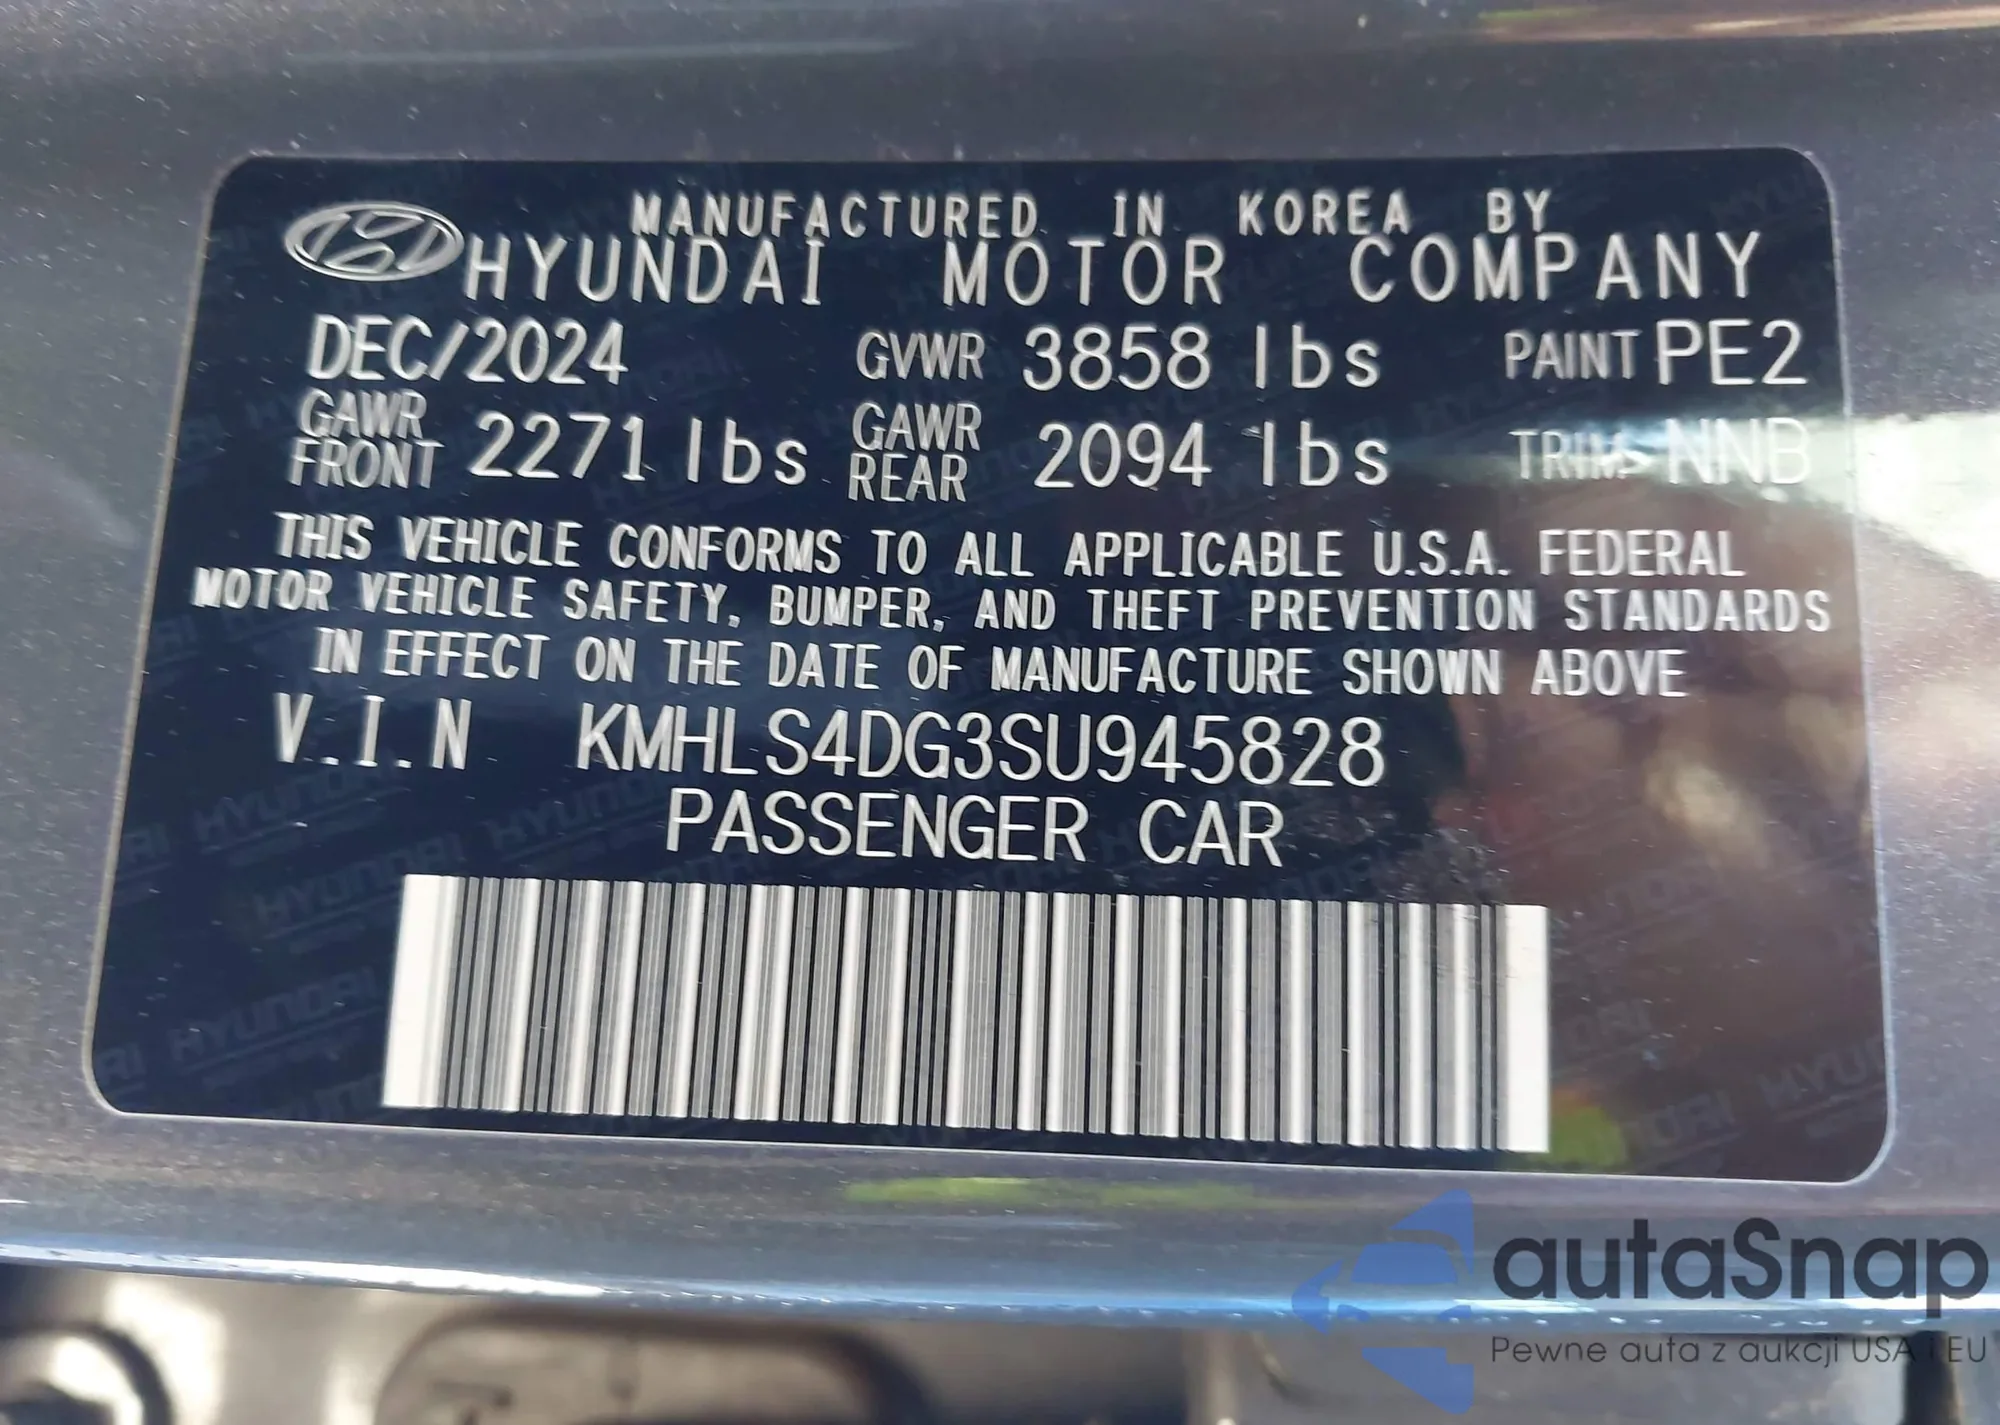 MANUFACTURED IN KOREA BY
HYUNDAI MOTOR COMPANY
DEC/2024 GVWR 3858 lbs PAINT PE2
GAWR FRONT 2271 lbs GAWR REAR 2094 lbs TRIM NNB
THIS VEHICLE CONFORMS TO ALL APPLICABLE U.S.A. FEDERAL
MOTOR VEHICLE SAFETY, BUMPER, AND THEFT PREVENTION STANDARDS
IN EFFECT ON THE DATE OF MANUFACTURE SHOWN ABOVE
V.I.N KMHLS4DG3SU945828
PASSENGER CAR
autaSnap
Pewne auta z aukcji USA i EU